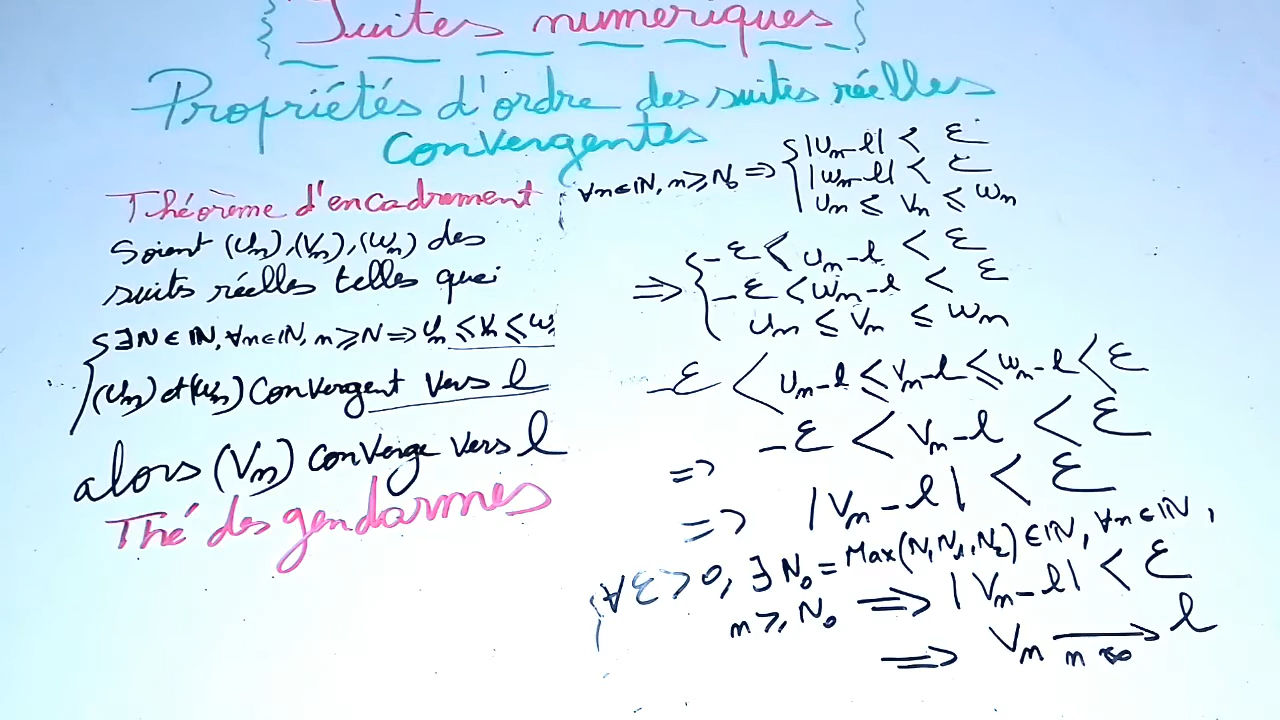 Suites numeriques
Propriétés d'ordre des suites réelles
convergentes
Théorème d'encadrement
Soient (Un), (Vn), (Wn) des
suits réelles telles que:
{ ∃N ∈ IN, ∀n ∈ IN, n ≥ N ⇒ Un ≤ Vn ≤ Wn
(Un) et (Wn) Convergent vers l
alors (Vn) Converge vers l
Thé des gendarmes
∀n ∈ IN, n ≥ N₀ ⇒ { |Un - l| < ε
|Wn - l| < ε
Un ≤ Vn ≤ Wn
⇒ { -ε < Un - l < ε
-ε < Wn - l < ε
Un ≤ Vn ≤ Wn
-ε < Un - l ≤ Vn - l ≤ Wn - l < ε
⇒ -ε < Vn - l < ε
⇒ |Vn - l| < ε
∀ε > 0, ∃ N₀ = Max(N, N₁, N₂) ∈ IN, ∀n ∈ IN,
n ≥ N₀ ⇒ |Vn - l| < ε
⇒ Vn → l
n ∞